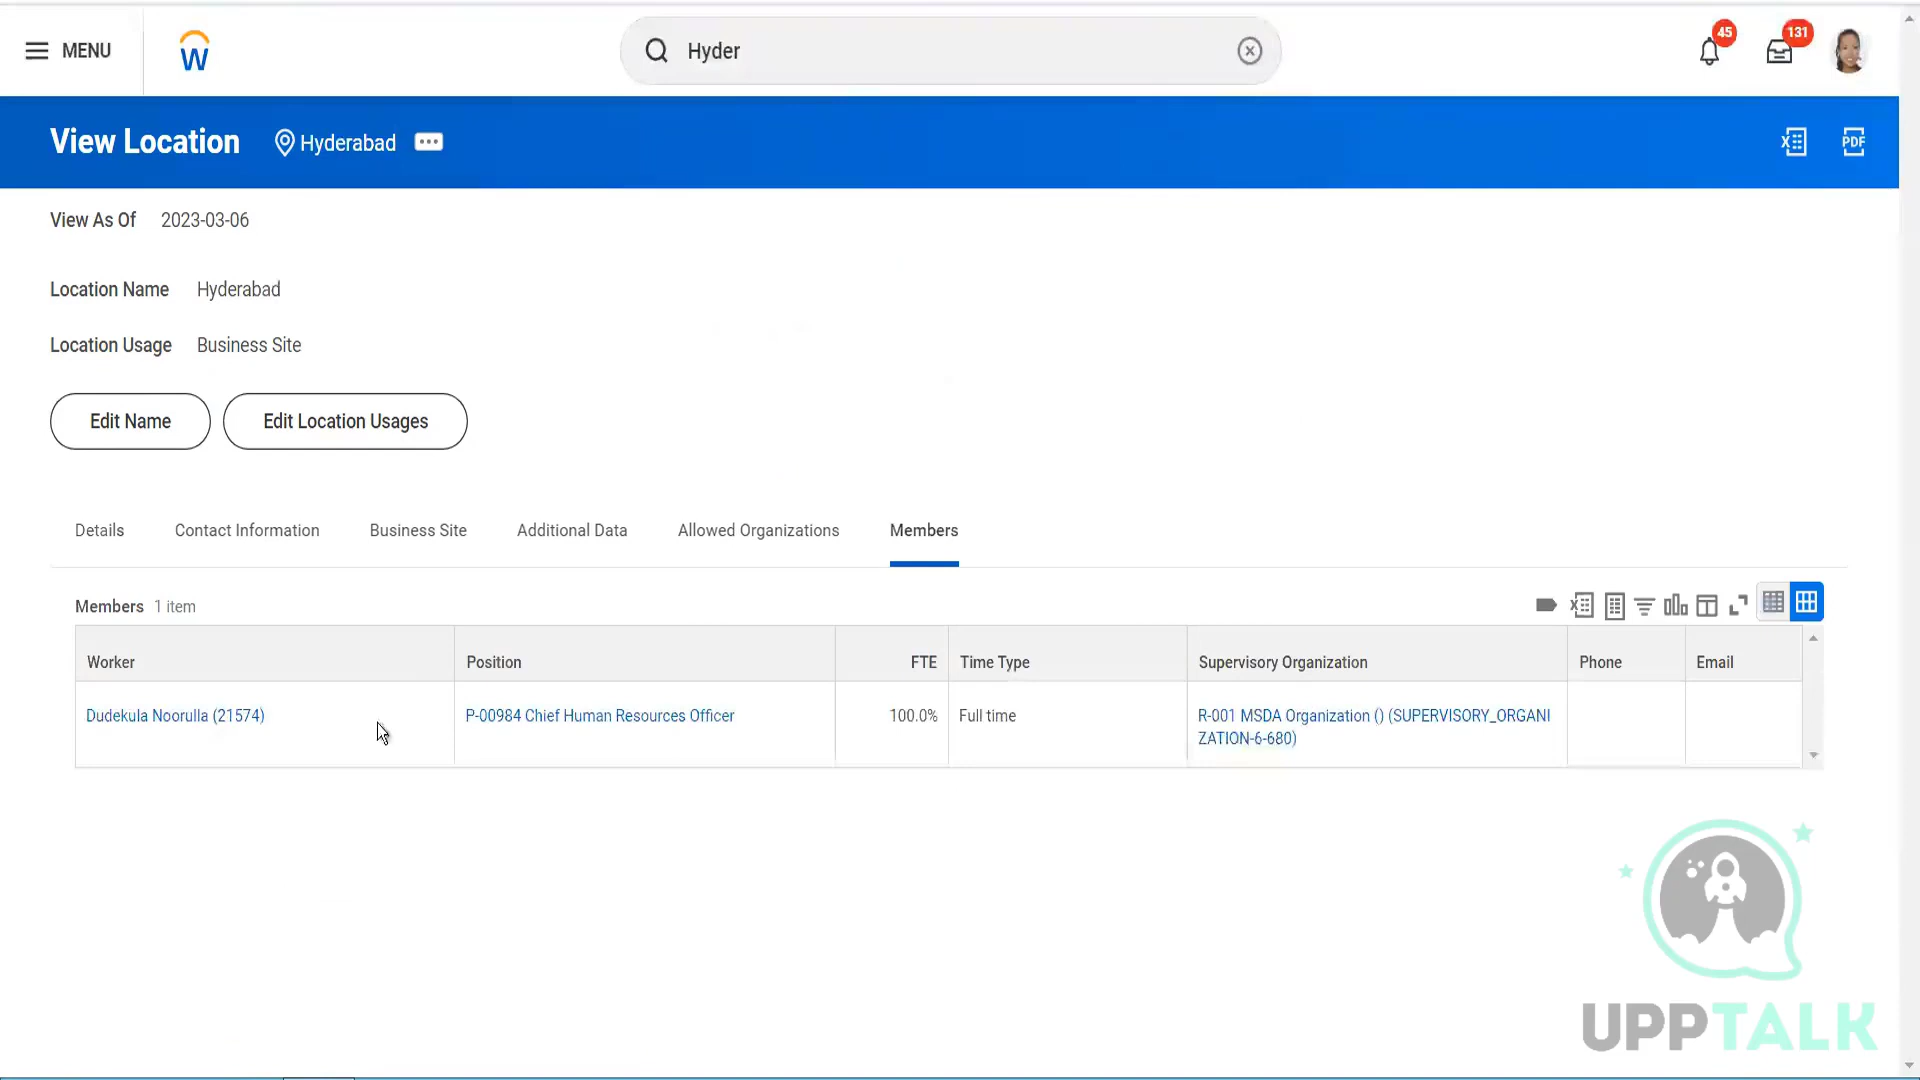 MENU
W
Hyder
45
131
View Location
Hyderabad
X
PDF
View As Of 2023-03-06
Location Name Hyderabad
Location Usage Business Site
Edit Name
Edit Location Usages
Details Contact Information Business Site Additional Data Allowed Organizations Members
Members 1 item
X
Worker Position FTE Time Type Supervisory Organization Phone Email
Dudekula Noorulla (21574) P-00984 Chief Human Resources Officer 100.0% Full time R-001 MSDA Organization () (SUPERVISORY_ORGANI
ZATION-6-680)
UPPTALK